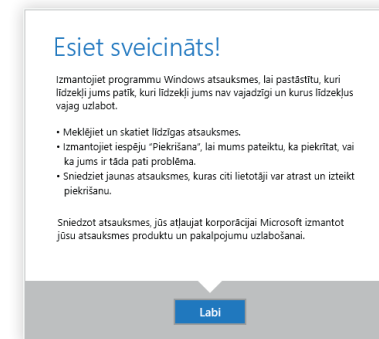 Esiet sveicināts!
Izmantojiet programmu Windows atsauksmes, lai pastāstītu, kuri
līdzekļi jums patīk, kuri līdzekļi jums nav vajadzīgi un kurus līdzekļus
vajag uzlabot.
• Meklējiet un skatiet līdzīgas atsauksmes.
• Izmantojiet iespēju "Piekrišana", lai mums pateiktu, ka piekrītat, vai
ka jums ir tāda pati problēma.
• Sniedziet jaunas atsauksmes, kuras citi lietotāji var atrast un izteikt
piekrišanu.
Sniedzot atsauksmes, jūs atļaujat korporācijai Microsoft izmantot
jūsu atsauksmes produktu un pakalpojumu uzlabošanai.
Labi